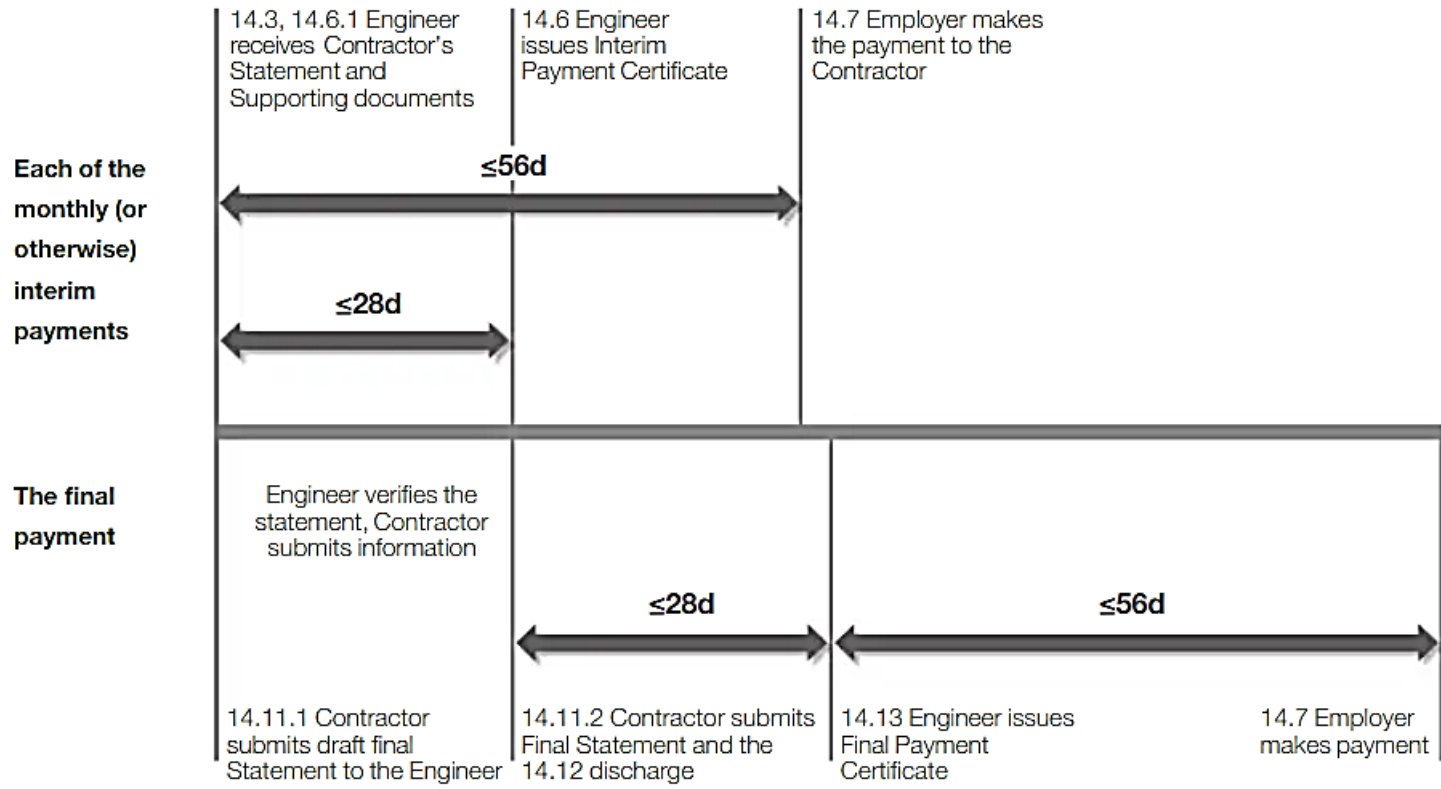 14.3, 14.6.1 Engineer
receives Contractor's
Statement and
Supporting documents
14.6 Engineer
issues Interim
Payment Certificate
14.7 Employer makes
the payment to the
Contractor
Each of the
monthly (or
otherwise)
interim
payments
≤56d
≤28d
The final
payment
Engineer verifies the
statement, Contractor
submits information
≤28d
≤56d
14.11.1 Contractor
submits draft final
Statement to the Engineer
14.11.2 Contractor submits
Final Statement and the
14.12 discharge
14.13 Engineer issues
Final Payment
Certificate
14.7 Employer
makes payment